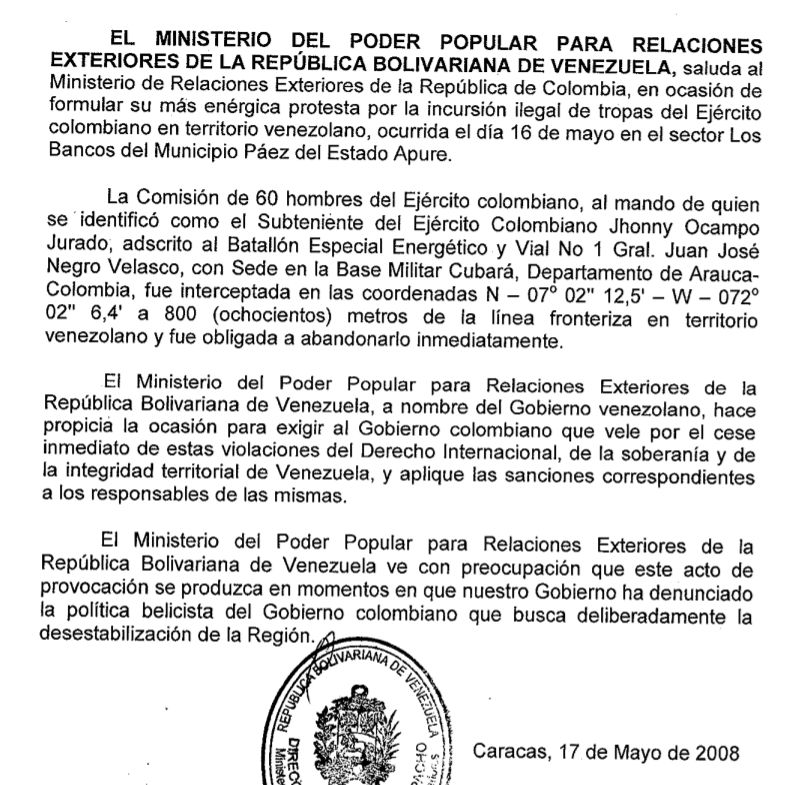 EL MINISTERIO DEL PODER POPULAR PARA RELACIONES
EXTERIORES DE LA REPÚBLICA BOLIVARIANA DE VENEZUELA, saluda al
Ministerio de Relaciones Exteriores de la República de Colombia, en ocasión de
formular su más enérgica protesta por la incursión ilegal de tropas del Ejército
colombiano en territorio venezolano, ocurrida el día 16 de mayo en el sector Los
Bancos del Municipio Páez del Estado Apure.
La Comisión de 60 hombres del Ejército colombiano, al mando de quien
se identificó como el Subteniente del Ejército Colombiano Jhonny Ocampo
Jurado, adscrito al Batallón Especial Energético y Vial No 1 Gral. Juan José
Negro Velasco, con Sede en la Base Militar Cubará, Departamento de Arauca-
Colombia, fue interceptada en las coordenadas N – 07º 02" 12,5' – W – 072º
02" 6,4' a 800 (ochocientos) metros de la línea fronteriza en territorio
venezolano y fue obligada a abandonarlo inmediatamente.
El Ministerio del Poder Popular para Relaciones Exteriores de la
República Bolivariana de Venezuela, a nombre del Gobierno venezolano, hace
propicia la ocasión para exigir al Gobierno colombiano que vele por el cese
inmediato de estas violaciones del Derecho Internacional, de la soberanía y de
la integridad territorial de Venezuela, y aplique las sanciones correspondientes
a los responsables de las mismas.
El Ministerio del Poder Popular para Relaciones Exteriores de la
República Bolivariana de Venezuela ve con preocupación que este acto de
provocación se produzca en momentos en que nuestro Gobierno ha denunciado
la política belicista del Gobierno colombiano que busca deliberadamente la
desestabilización de la Región.
REPUBLICA BOLIVARIANA DE VENEZUELA
Caracas, 17 de Mayo de 2008